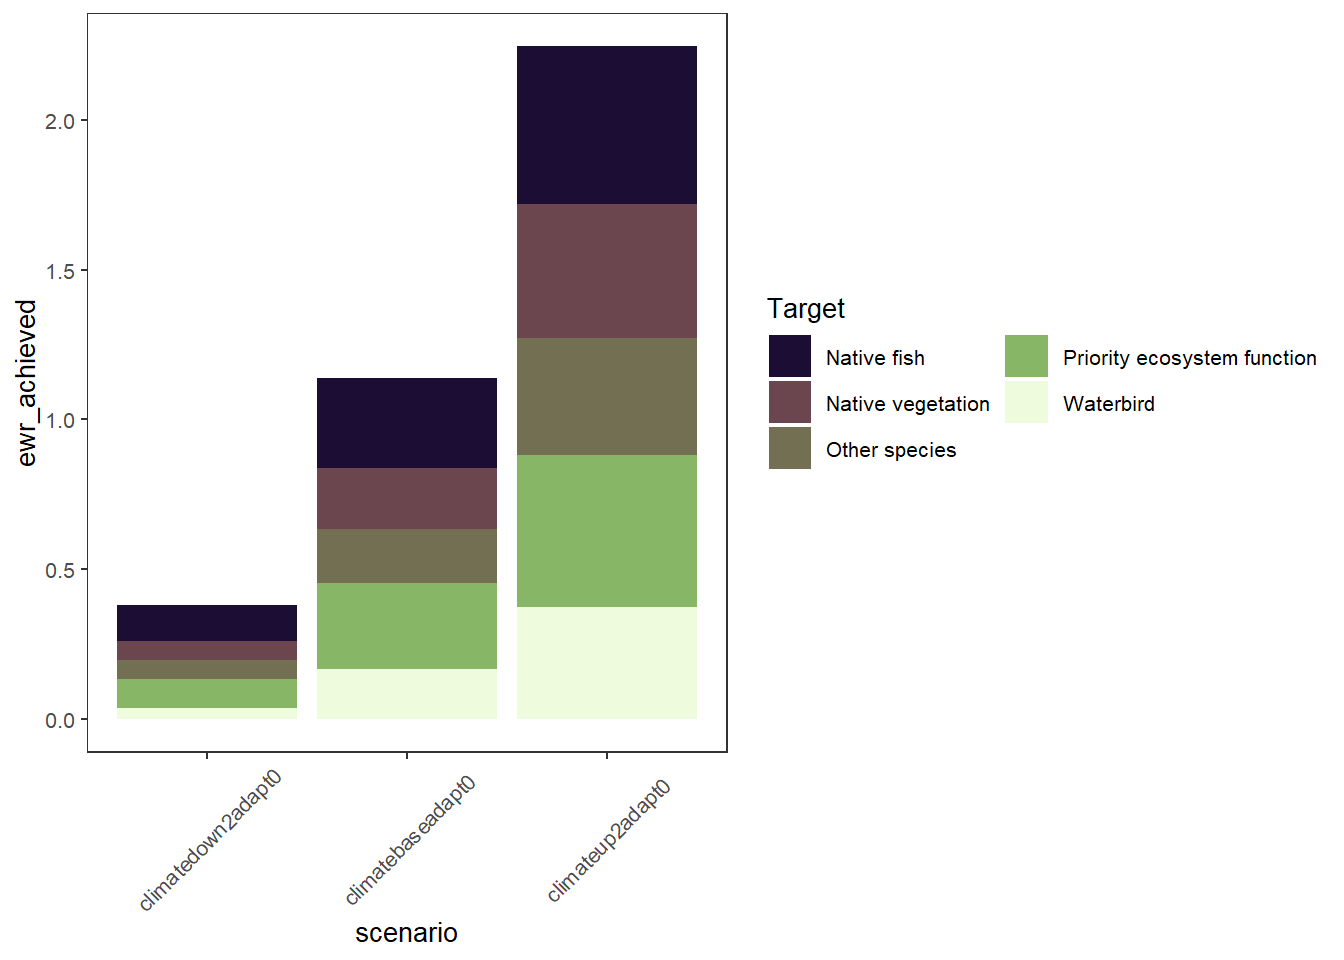 ewr_achieved
2.0
1.5
1.0
0.5
0.0
climatedown2adapt0
climatebaseadapt0
climateup2adapt0
scenario
Target
Native fish
Native vegetation
Other species
Priority ecosystem function
Waterbird